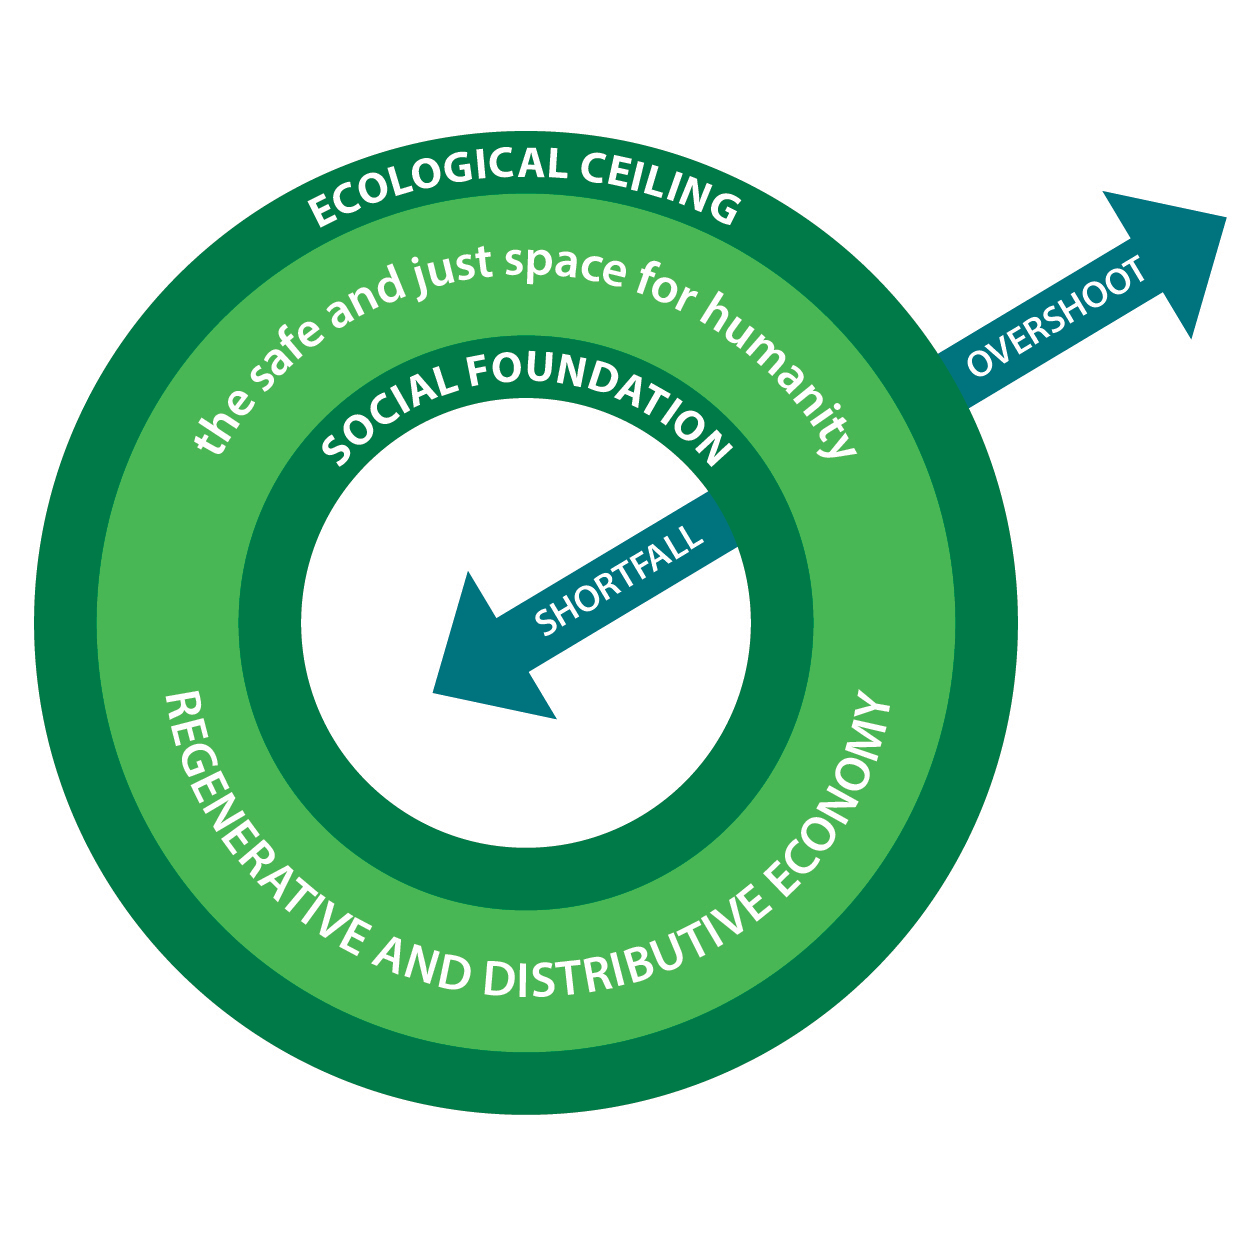 ECOLOGICAL CEILING
the safe and just space for humanity
SOCIAL FOUNDATION
OVERSHOOT
SHORTFALL
REGENERATIVE AND DISTRIBUTIVE ECONOMY